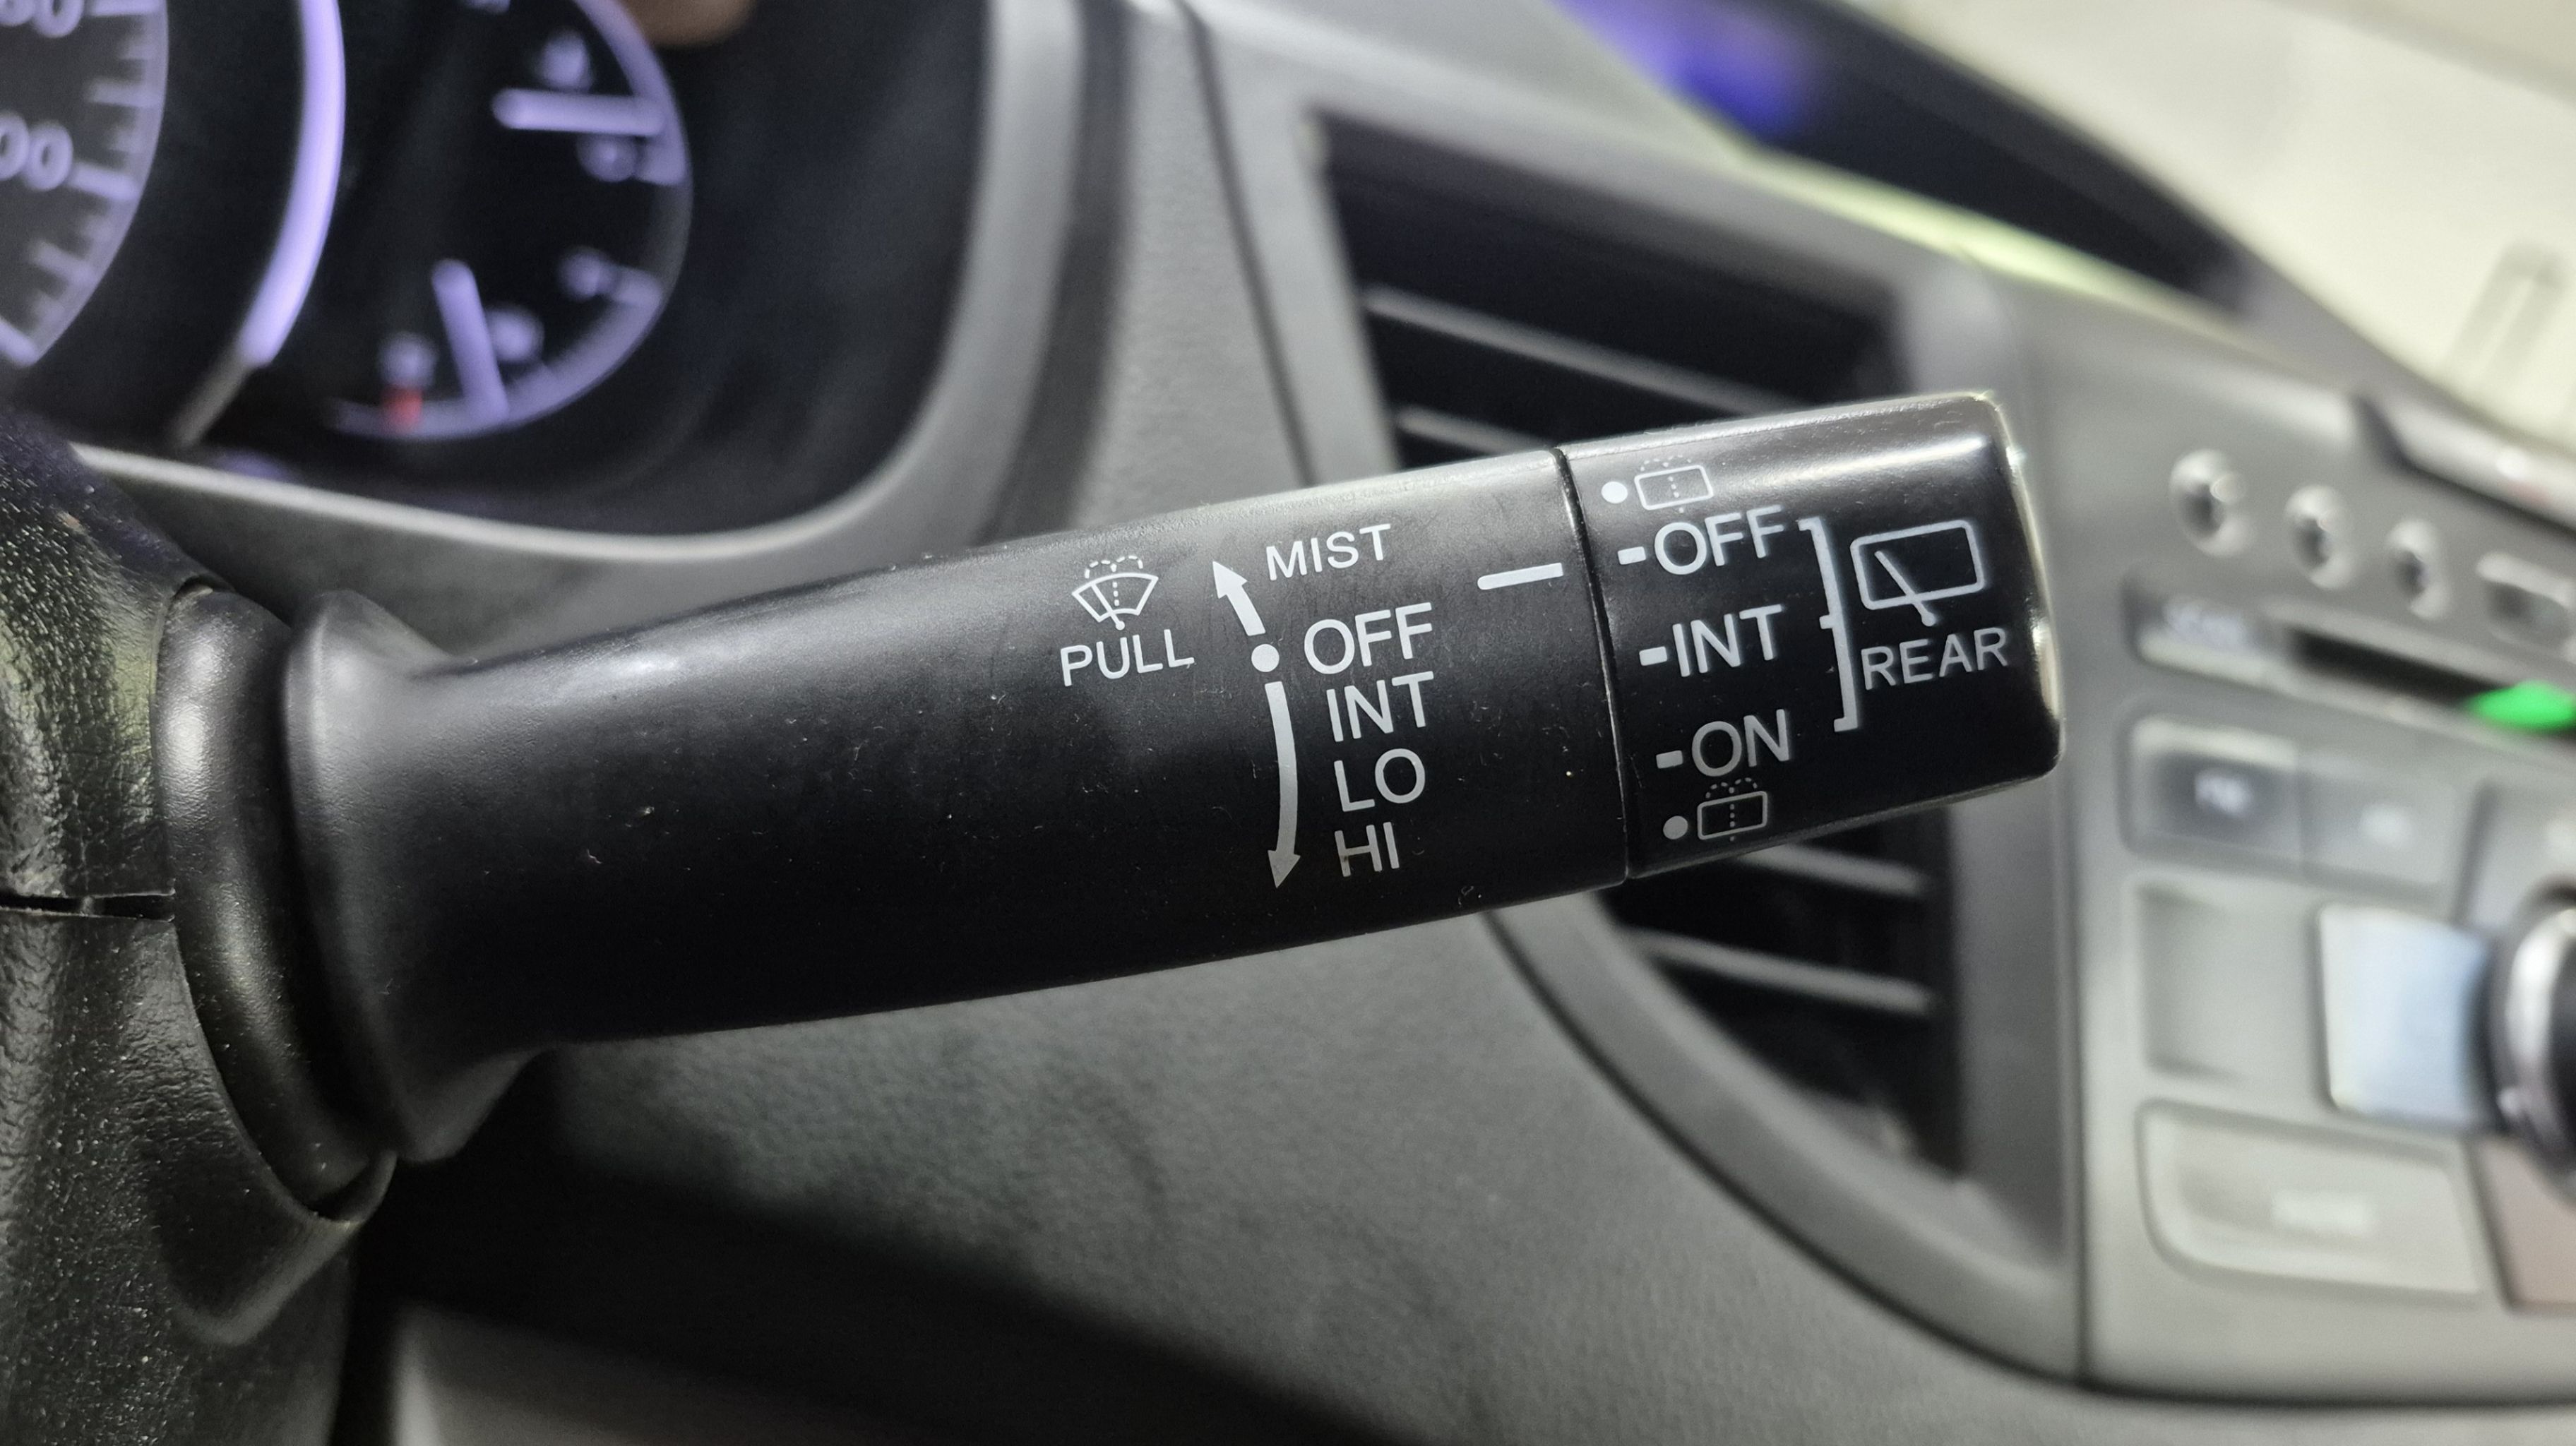 PULL
MIST
OFF
INT
LO
HI
-OFF
-INT
-ON
REAR